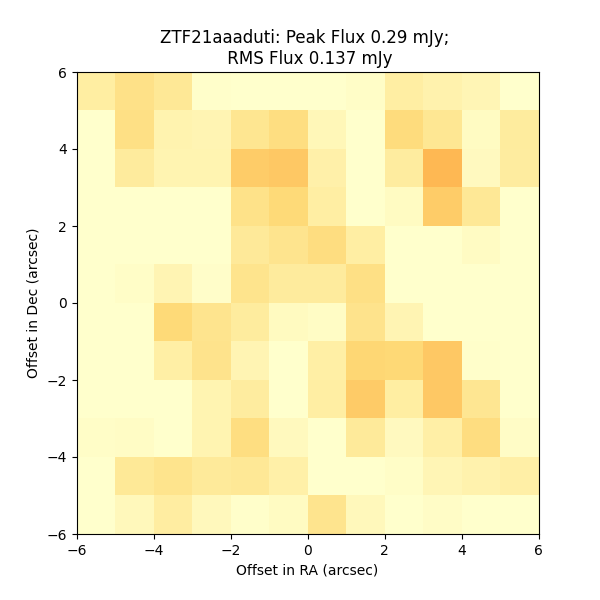 ZTF21aaaduti: Peak Flux 0.29 mJy;
RMS Flux 0.137 mJy
6
4
2
0
−2
−4
−6
Offset in Dec (arcsec)
−6 −4 −2 0 2 4 6
Offset in RA (arcsec)